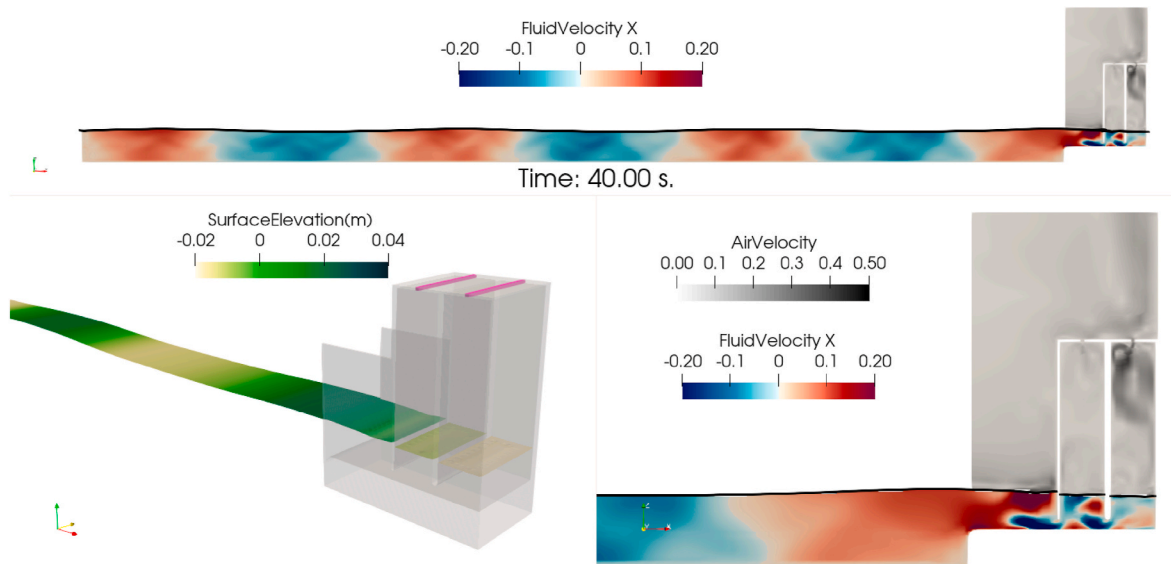 FluidVelocity X
-0.20 -0.1 0 0.1 0.20
Time: 40.00 s.
SurfaceElevation(m)
-0.02 0 0.02 0.04
AirVelocity
0.00 0.1 0.2 0.3 0.50
FluidVelocity X
-0.20 -0.1 0 0.1 0.20